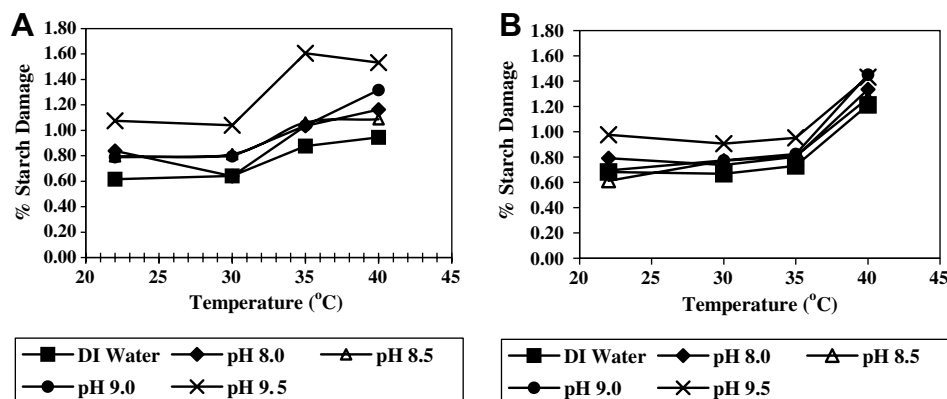 A
1.80
1.60
1.40
1.20
1.00
0.80
0.60
0.40
0.20
0.00
% Starch Damage
20 25 30 35 40 45
Temperature (°C)
DI Water pH 8.0 pH 8.5
pH 9.0 pH 9.5
B
1.80
1.60
1.40
1.20
1.00
0.80
0.60
0.40
0.20
0.00
% Starch Damage
20 25 30 35 40 45
Temperature (°C)
DI Water pH 8.0 pH 8.5
pH 9.0 pH 9.5